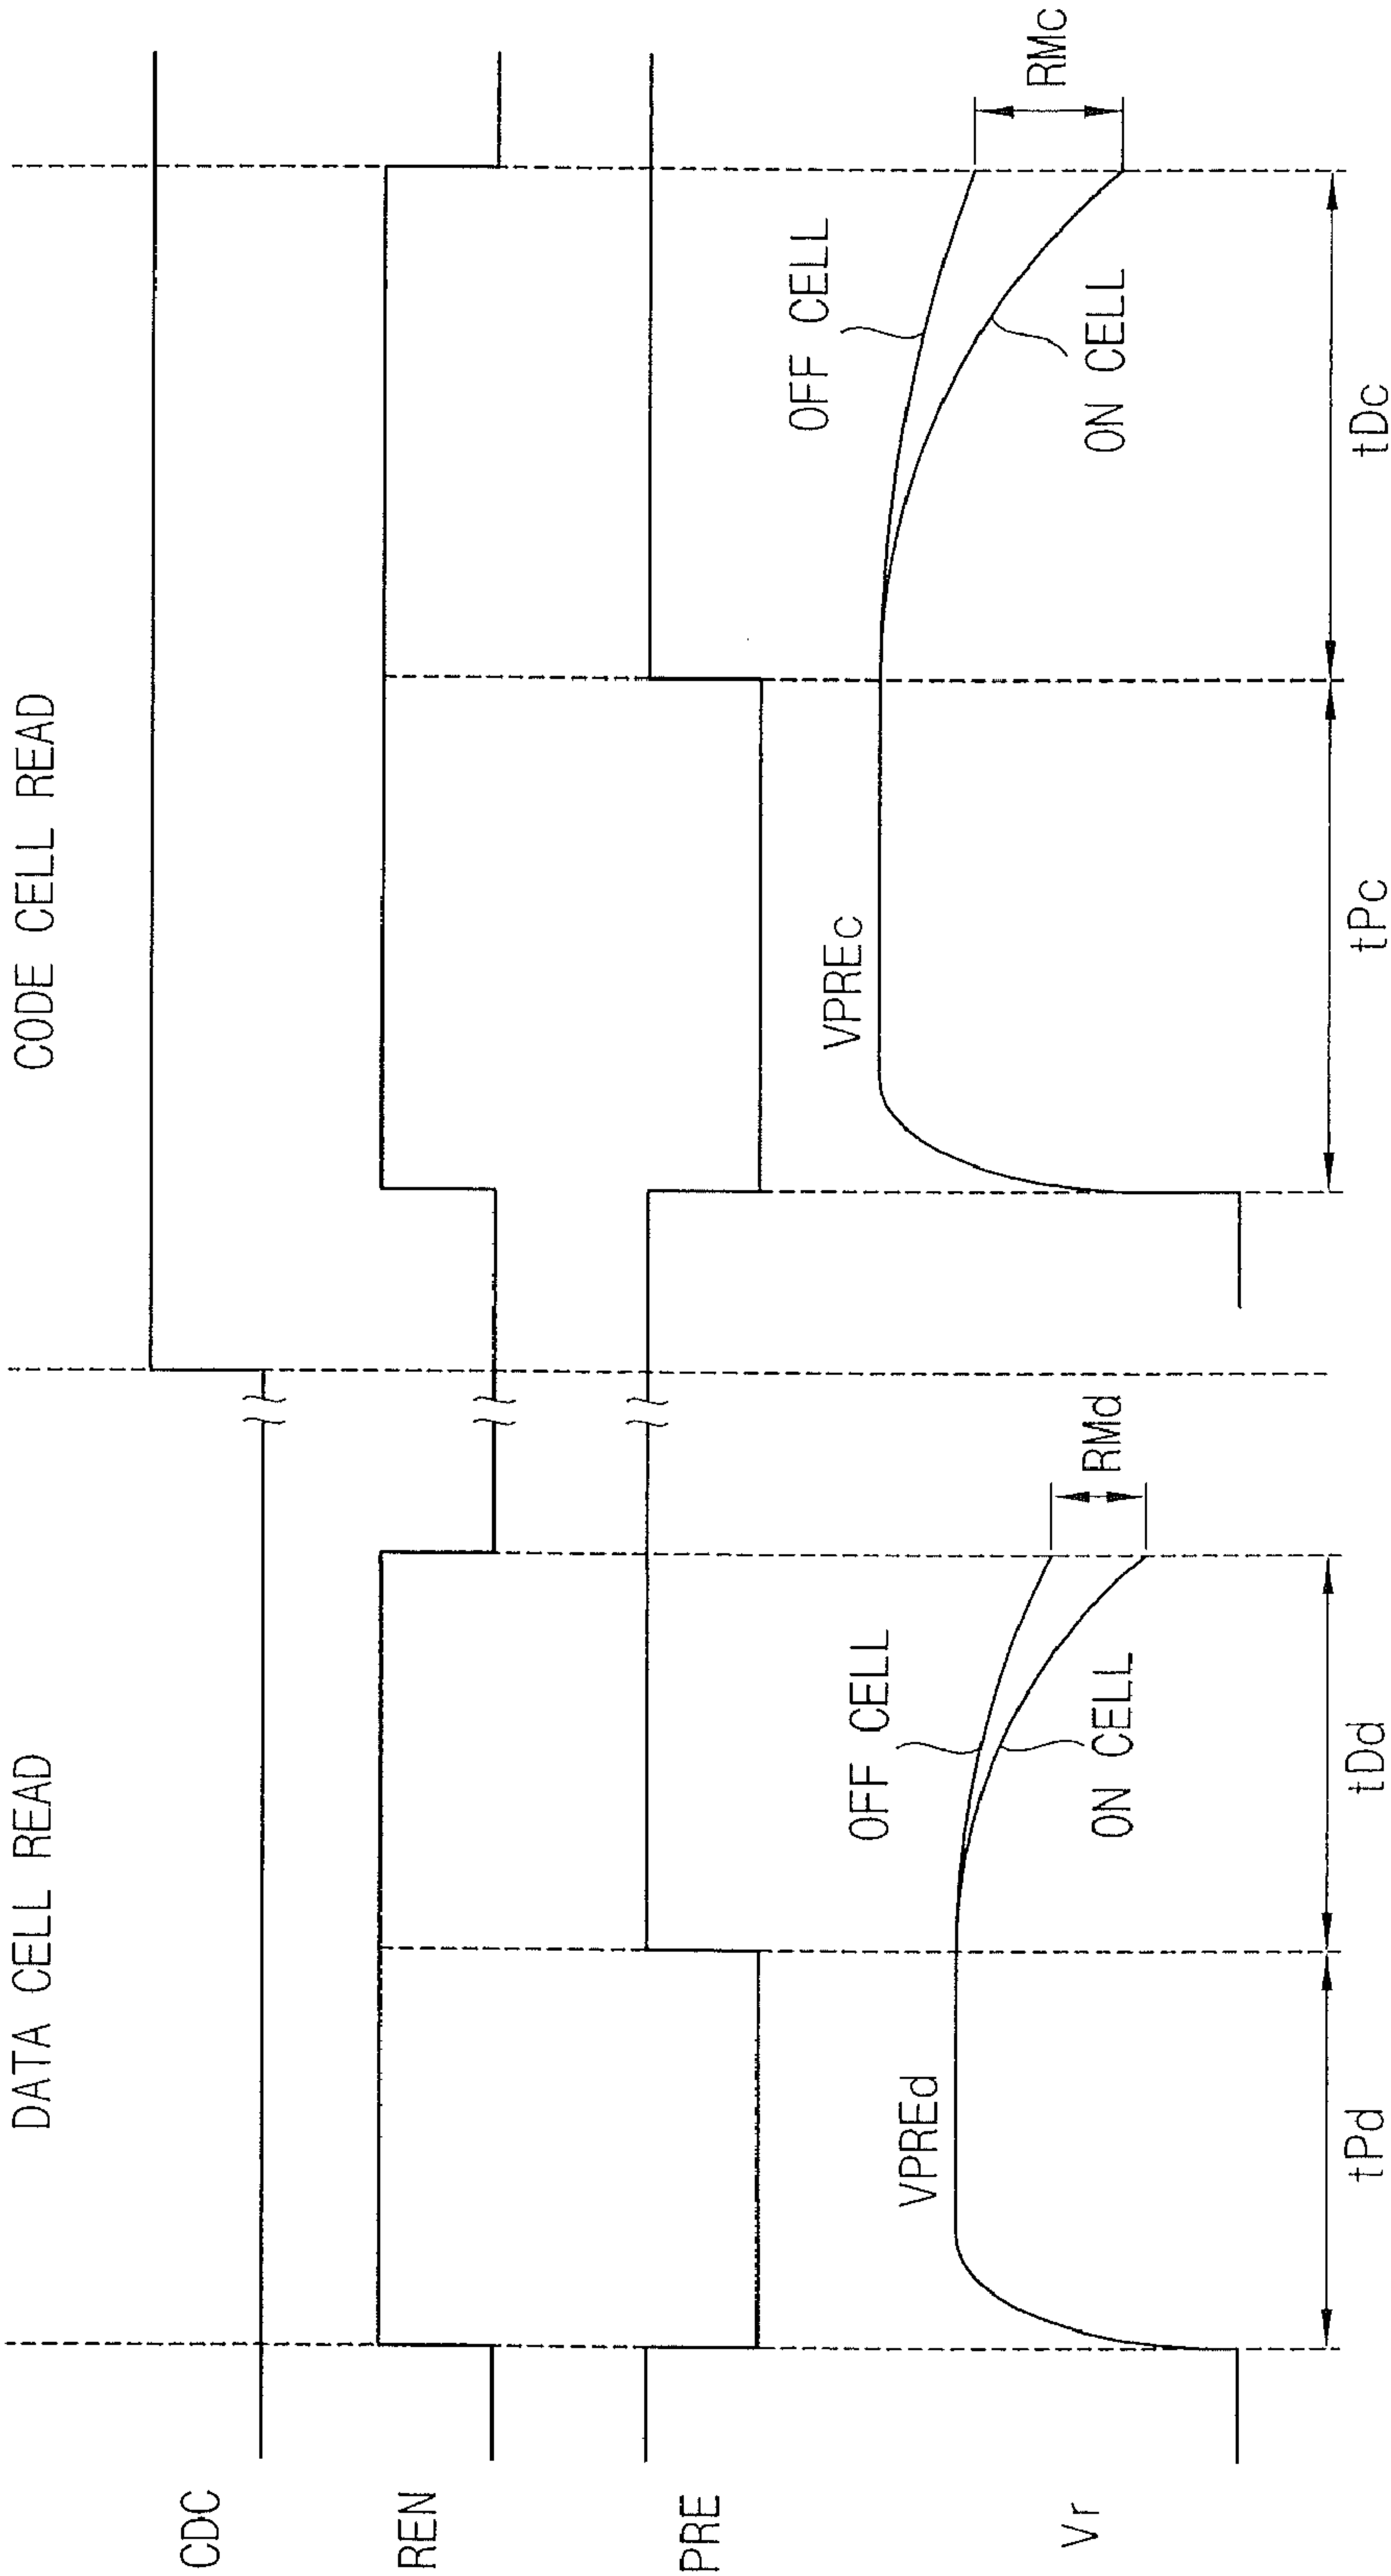 DATA CELL READ
CODE CELL READ
CDC
REN
PRE
Vr
VPREd
OFF CELL
ON CELL
RMd
VPREc
OFF CELL
ON CELL
RMc
tPd
tDd
tPc
tDc